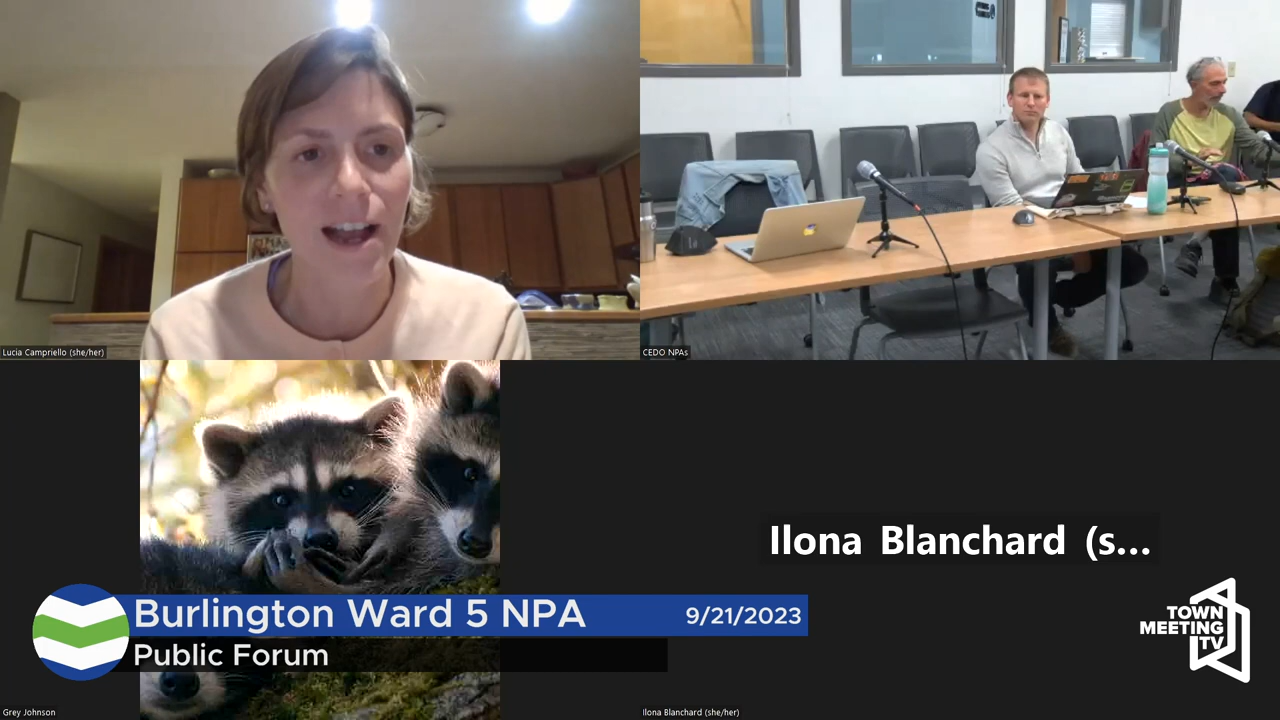 Lucia Campriello (she/her)
CEDO NPAs
Ilona Blanchard (s...
Burlington Ward 5 NPA
9/21/2023
Public Forum
TOWN
MEETING
TV
Grey Johnson
Ilona Blanchard (she/her)